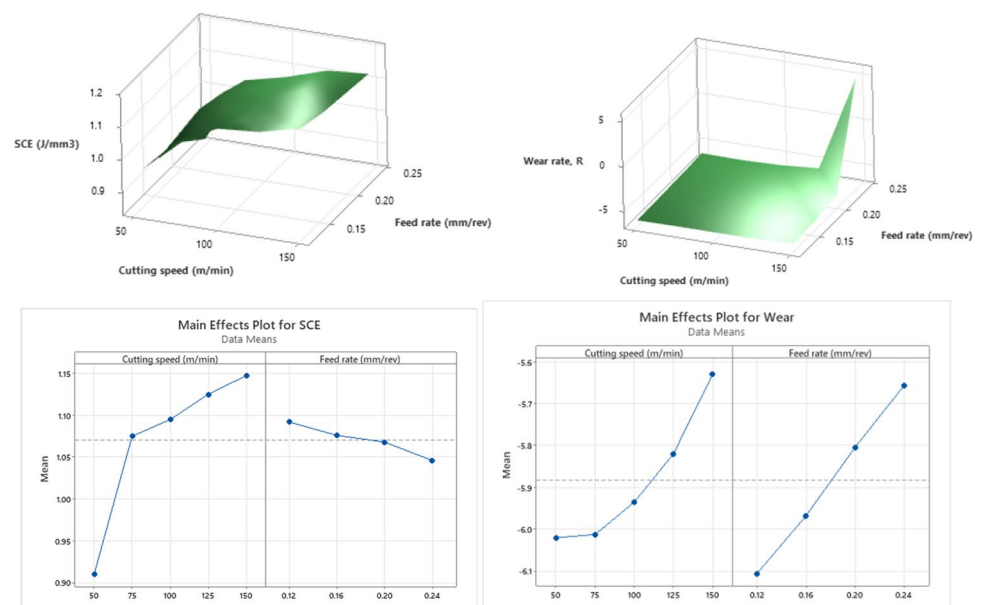 1.2
1.1
1.0
0.9
SCE (J/mm3)
50
100
150
Cutting speed (m/min)
0.15
0.20
0.25
Feed rate (mm/rev)
5
0
-5
Wear rate, R
50
100
150
Cutting speed (m/min)
0.15
0.20
0.25
Feed rate (mm/rev)
Main Effects Plot for SCE
Data Means
Cutting speed (m/min) Feed rate (mm/rev)
1.15
1.10
1.05
1.00
0.95
0.90
Mean
50 75 100 125 150 0.12 0.16 0.20 0.24
Main Effects Plot for Wear
Data Means
Cutting speed (m/min) Feed rate (mm/rev)
-5.6
-5.7
-5.8
-5.9
-6.0
-6.1
Mean
50 75 100 125 150 0.12 0.16 0.20 0.24